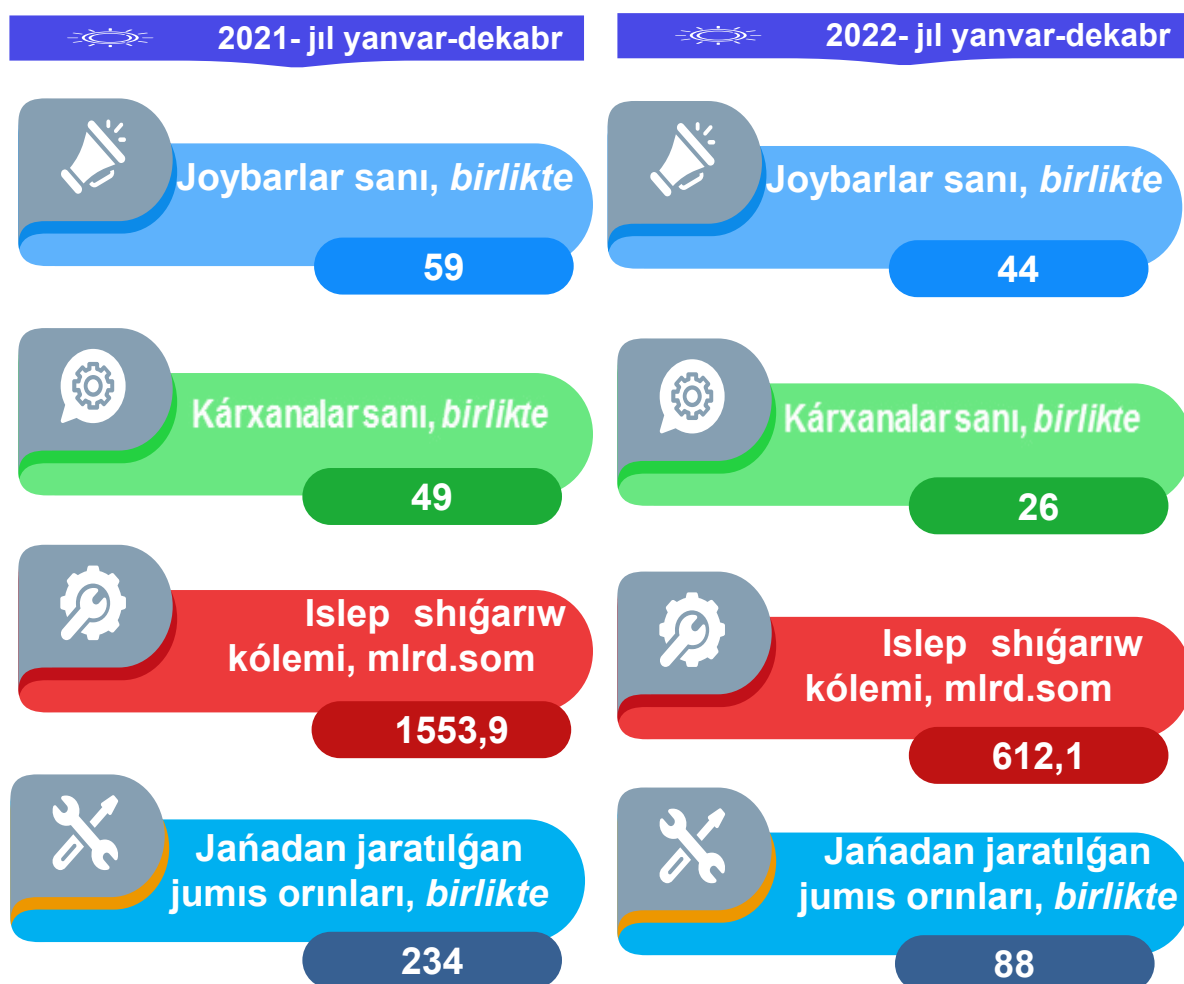 2021- jıl yanvar-dekabr
Joybarlar sanı, birlikte
59
Kárxanalar sanı, birlikte
49
Islep shıǵarıw
kólemi, mlrd.som
1553,9
Jańadan jaratılǵan
jumıs orınları, birlikte
234
2022- jıl yanvar-dekabr
Joybarlar sanı, birlikte
44
Kárxanalar sanı, birlikte
26
Islep shıǵarıw
kólemi, mlrd.som
612,1
Jańadan jaratılǵan
jumıs orınları, birlikte
88